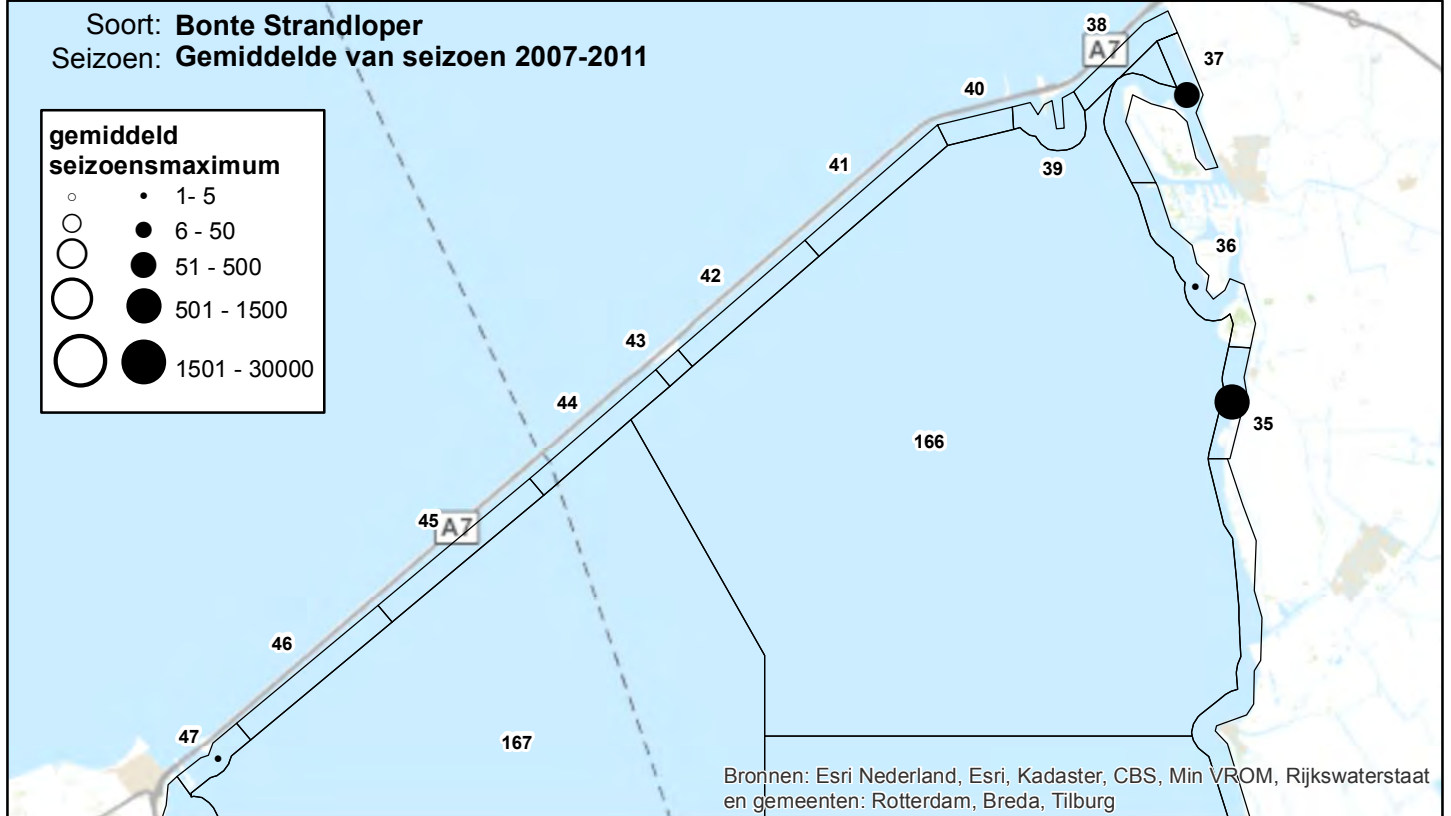 Soort: Bonte Strandloper
Seizoen: Gemiddelde van seizoen 2007-2011
gemiddeld
seizoensmaximum
1- 5
6 - 50
51 - 500
501 - 1500
1501 - 30000
38
A7
37
40
41
39
36
42
43
44
35
166
45
A7
46
47
167
Bronnen: Esri Nederland, Esri, Kadaster, CBS, Min VROM, Rijkswaterstaat
en gemeenten: Rotterdam, Breda, Tilburg